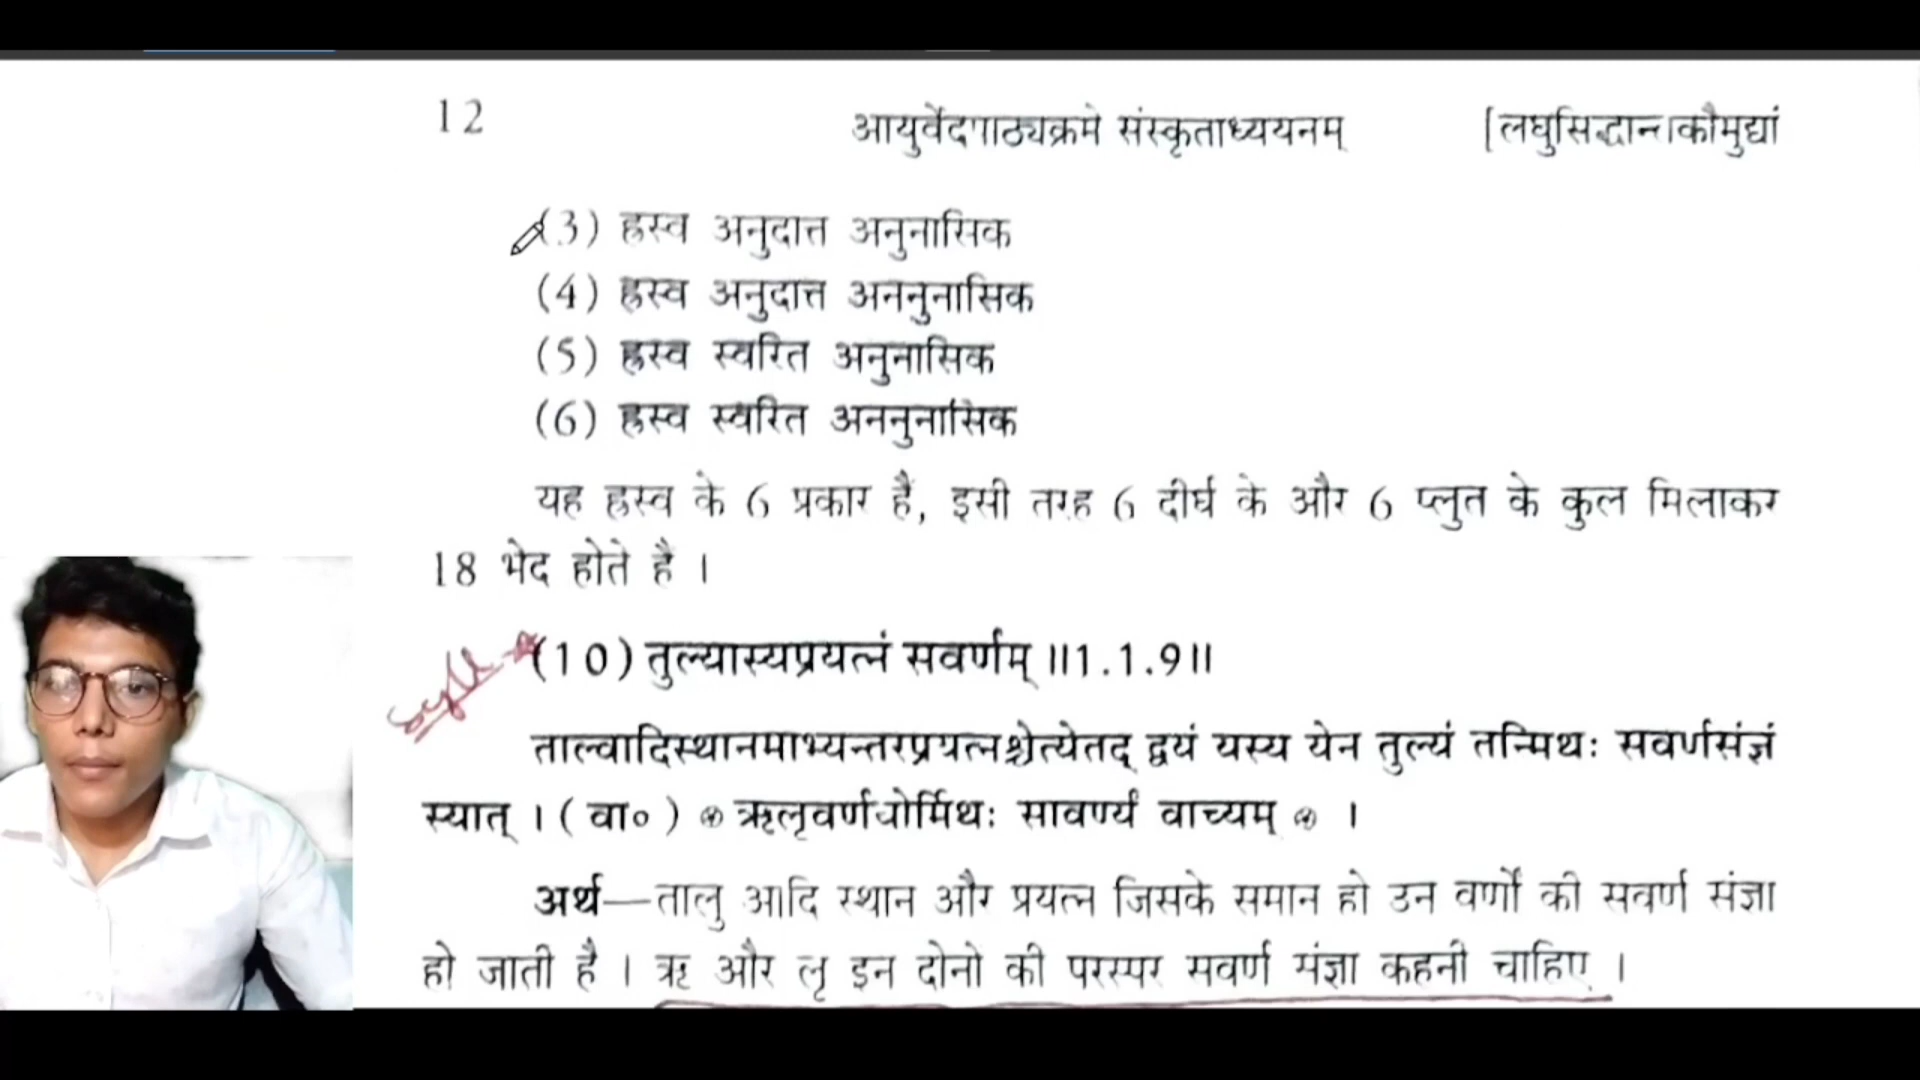 12 आयुर्वेदपाठ्यक्रमे संस्कृताध्ययनम् [लघुसिद्धान्तकौमुद्यां
(3) ह्रस्व अनुदात्त अनुनासिक
(4) ह्रस्व अनुदात्त अननुनासिक
(5) ह्रस्व स्वरित अनुनासिक
(6) ह्रस्व स्वरित अननुनासिक
यह ह्रस्व के 6 प्रकार हैं, इसी तरह 6 दीर्घ के और 6 प्लुत के कुल मिलाकर
18 भेद होते है ।
(10) तुल्यास्यप्रयत्नं सवर्णम् ॥1.1.9॥
ताल्वादिस्थानमाभ्यन्तरप्रयत्नश्चेत्येतद् द्वयं यस्य येन तुल्यं तन्मिथः सवर्णसंज्ञं
स्यात् । ( वा० ) ऋलृवर्णयोर्मिथः सावर्ण्यं वाच्यम् ।
अर्थ—तालु आदि स्थान और प्रयत्न जिसके समान हो उन वर्णों की सवर्ण संज्ञा
हो जाती है । ऋ और लृ इन दोनो की परस्पर सवर्ण संज्ञा कहनी चाहिए ।